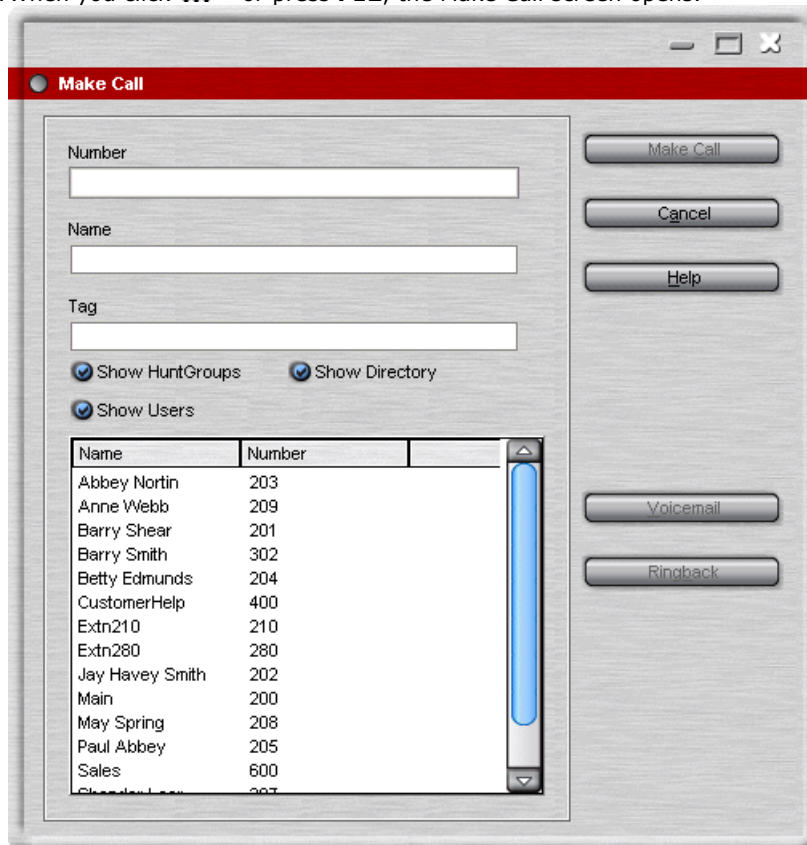 Make Call
Number
Name
Tag
Show HuntGroups Show Directory
Show Users
Name Number
Abbey Nortin 203
Anne Webb 209
Barry Shear 201
Barry Smith 302
Betty Edmunds 204
CustomerHelp 400
Extn210 210
Extn280 280
Jay Havey Smith 202
Main 200
May Spring 208
Paul Abbey 205
Sales 600
Make Call
Cancel
Help
Voicemail
Ringback